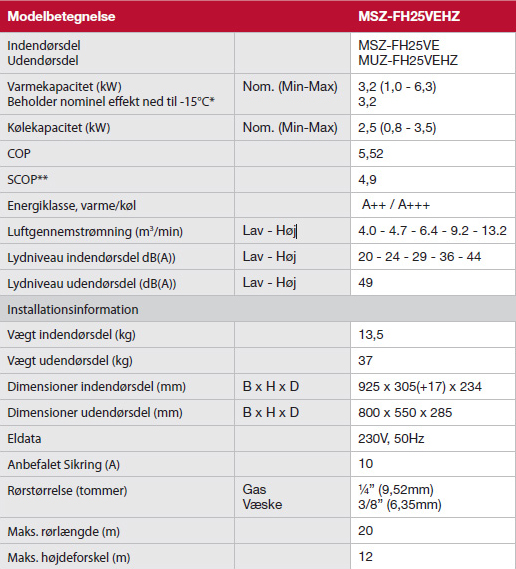 Modelbetegnelse MSZ-FH25VEHZ
Indendørsdel MSZ-FH25VE
Udendørsdel MUZ-FH25VEHZ
Varmekapacitet (kW) Nom. (Min-Max) 3,2 (1,0 - 6,3)
Beholder nominel effekt ned til -15°C* 3,2
Kølekapacitet (kW) Nom. (Min-Max) 2,5 (0,8 - 3,5)
COP 5,52
SCOP** 4,9
Energiklasse, varme/køl A++ / A+++
Luftgennemstrømning (m³/min) Lav - Høj 4.0 - 4.7 - 6.4 - 9.2 - 13.2
Lydniveau indendørsdel dB(A)) Lav - Høj 20 - 24 - 29 - 36 - 44
Lydniveau udendørsdel (dB(A)) Lav - Høj 49
Installationsinformation
Vægt indendørsdel (kg) 13,5
Vægt udendørsdel (kg) 37
Dimensioner indendørsdel (mm) B x H x D 925 x 305(+17) x 234
Dimensioner udendørsdel (mm) B x H x D 800 x 550 x 285
Eldata 230V, 50Hz
Anbefalet Sikring (A) 10
Rørstørrelse (tommer) Gas ¼” (9,52mm)
Væske 3/8” (6,35mm)
Maks. rørlængde (m) 20
Maks. højdeforskel (m) 12